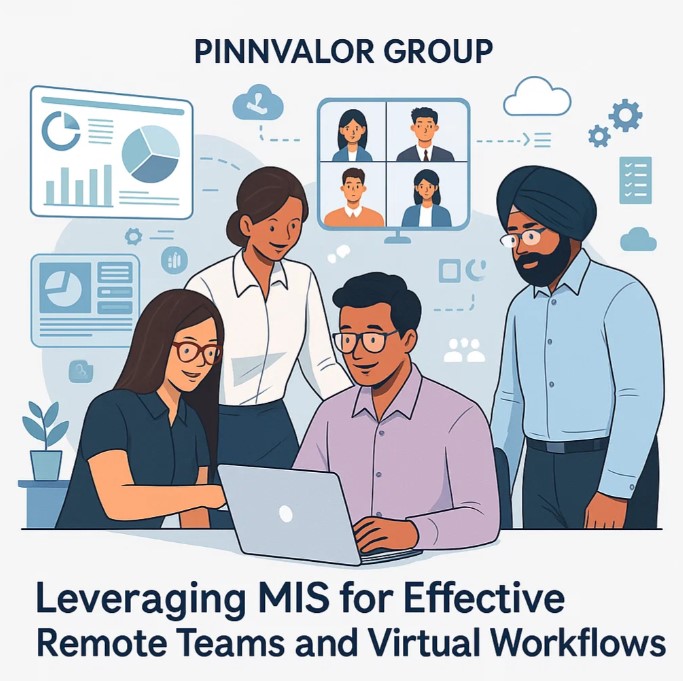 PINNVALOR GROUP
Leveraging MIS for Effective
Remote Teams and Virtual Workflows